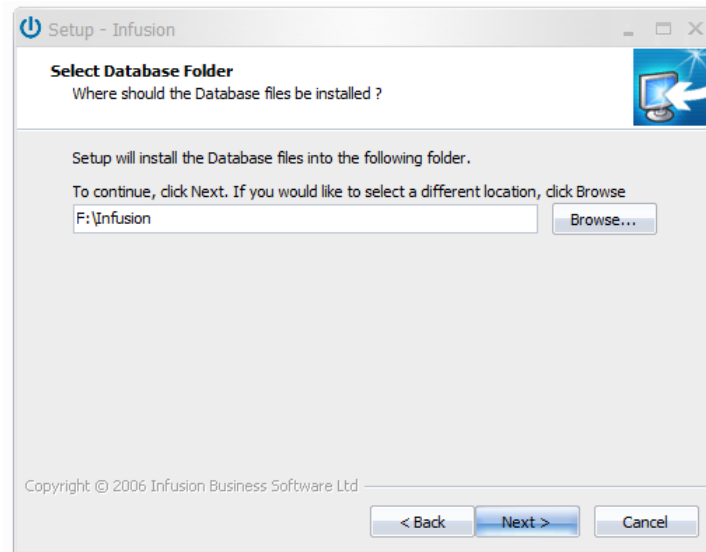 Setup - Infusion
Select Database Folder
Where should the Database files be installed ?
Setup will install the Database files into the following folder.
To continue, click Next. If you would like to select a different location, click Browse
F:\Infusion
Browse...
Copyright © 2006 Infusion Business Software Ltd
< Back
Next >
Cancel